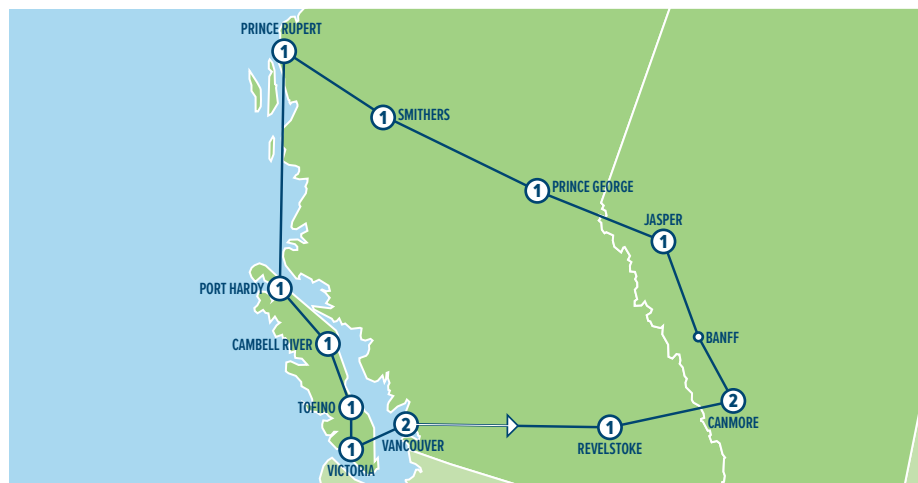 PRINCE RUPERT
1
1 SMITHERS
1 PRINCE GEORGE
JASPER
1
PORT HARDY 1
CAMBELL RIVER 1
BANFF
TOFINO 1
2
CANMORE
2
VANCOUVER
1
REVELSTOKE
1
VICTORIA